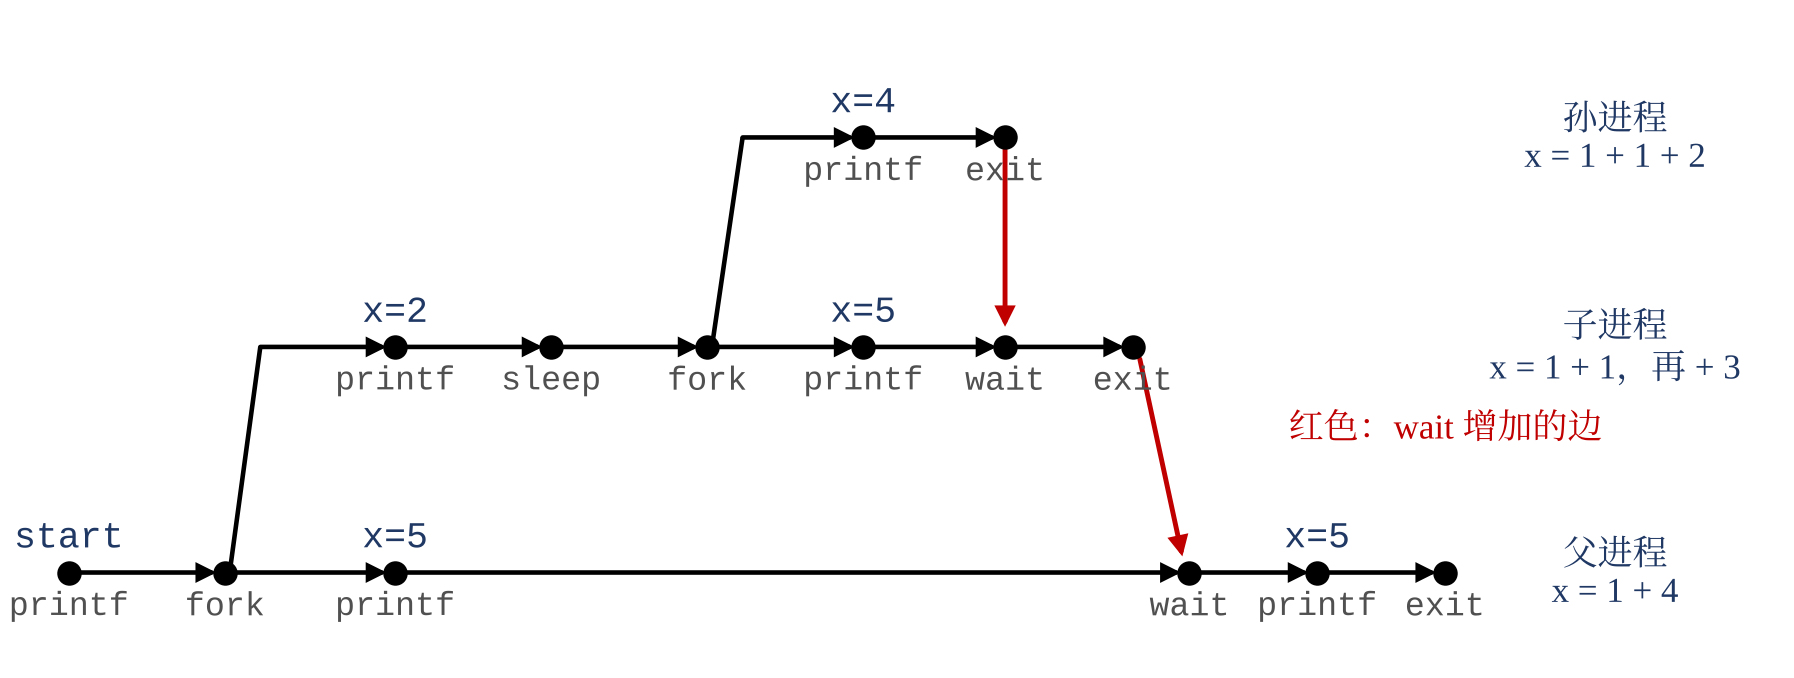 x=4
printf
exit
孙进程
x = 1 + 1 + 2
x=2
x=5
printf
sleep
fork
printf
wait
exit
子进程
x = 1 + 1，再 + 3
红色：wait 增加的边
start
x=5
x=5
printf
fork
printf
wait
printf
exit
父进程
x = 1 + 4